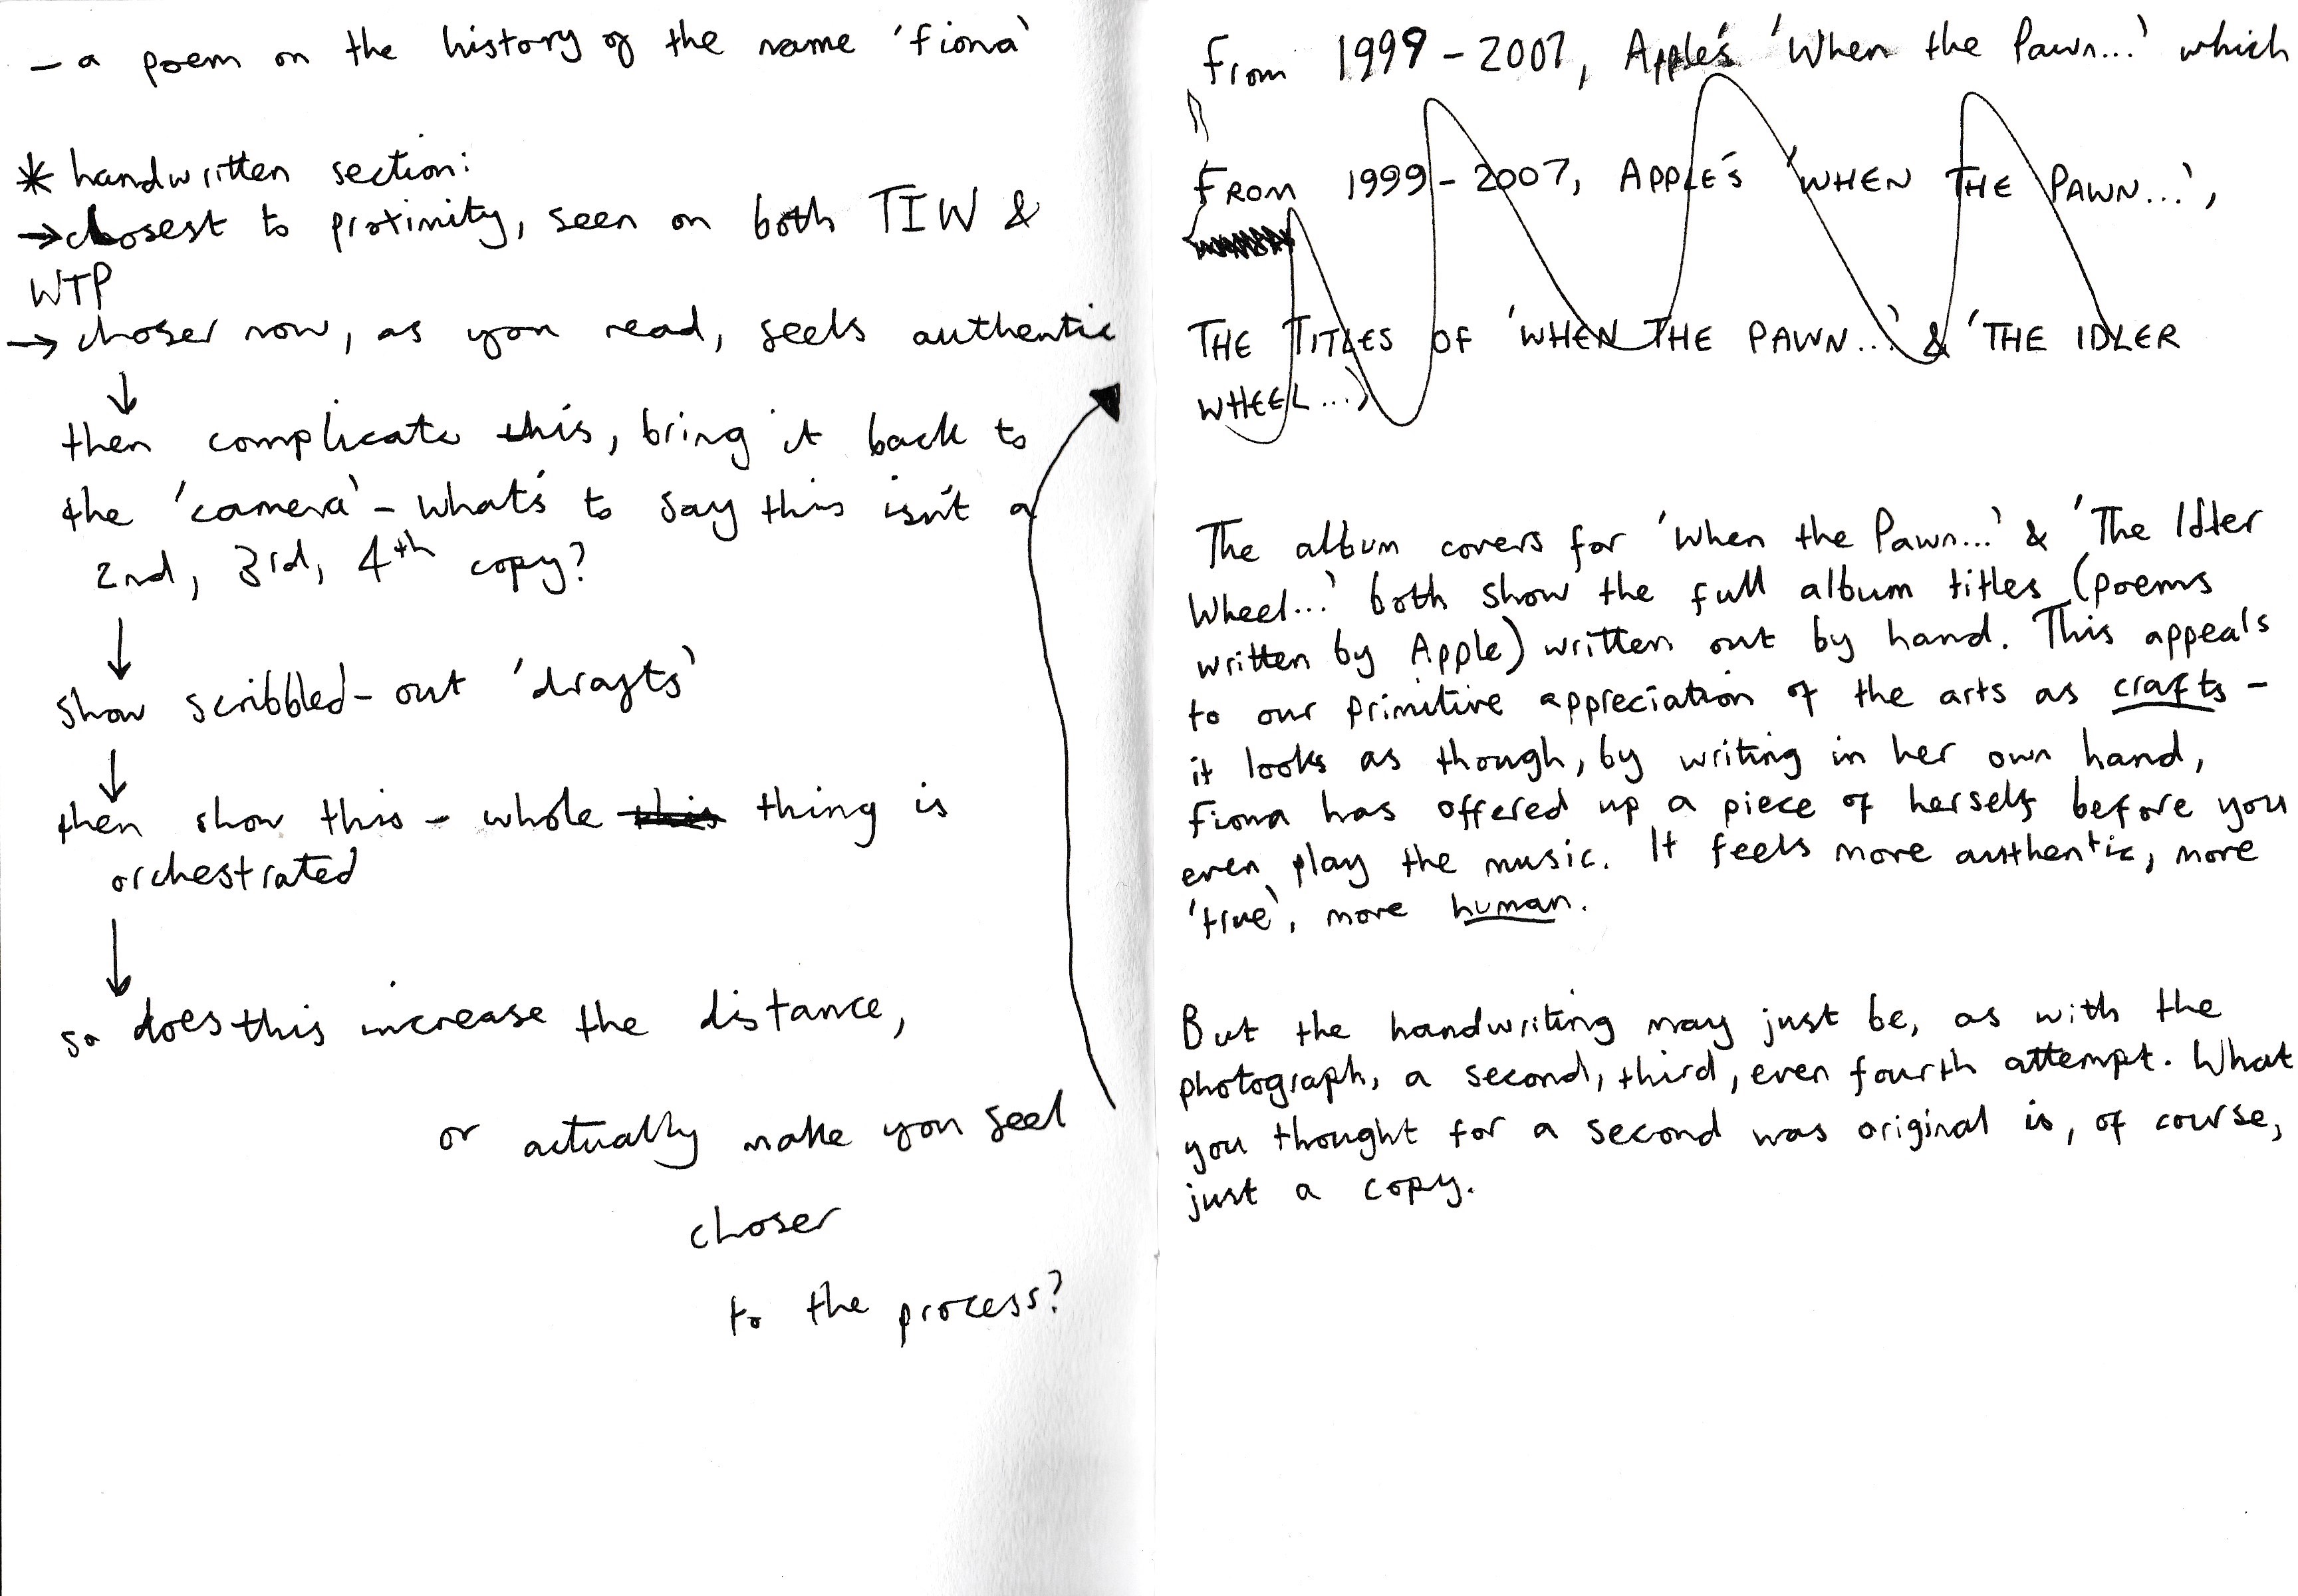 - a poem on the history of the name 'fiona'
* handwritten section:
→ closest to proximity, seen on both TIW &
WTP
→ closer now, as you read, feels authentic
↓
then complicate this, bring it back to
the 'camera' - what's to say this isn't a
2nd, 3rd, 4th copy?
↓
show scribbled-out 'drafts'
↓
then show this - whole this thing is
orchestrated
↓
so does this increase the distance,
or actually make you feel
closer
to the process?
From 1999-2007, Apple's 'When the Pawn...' which
FROM 1999-2007, APPLE'S 'WHEN THE PAWN...',
THE TITLES OF 'WHEN THE PAWN...' & 'THE IDLER
WHEEL...'
The album covers for 'When the Pawn...' & 'The Idler
Wheel...' both show the full album titles (poems
written by Apple) written out by hand. This appeals
to our primitive appreciation of the arts as crafts -
it looks as though, by writing in her own hand,
Fiona has offered up a piece of herself before you
even play the music. It feels more authentic, more
'true', more human.
But the handwriting may just be, as with the
photograph, a second, third, even fourth attempt. What
you thought for a second was original is, of course,
just a copy.